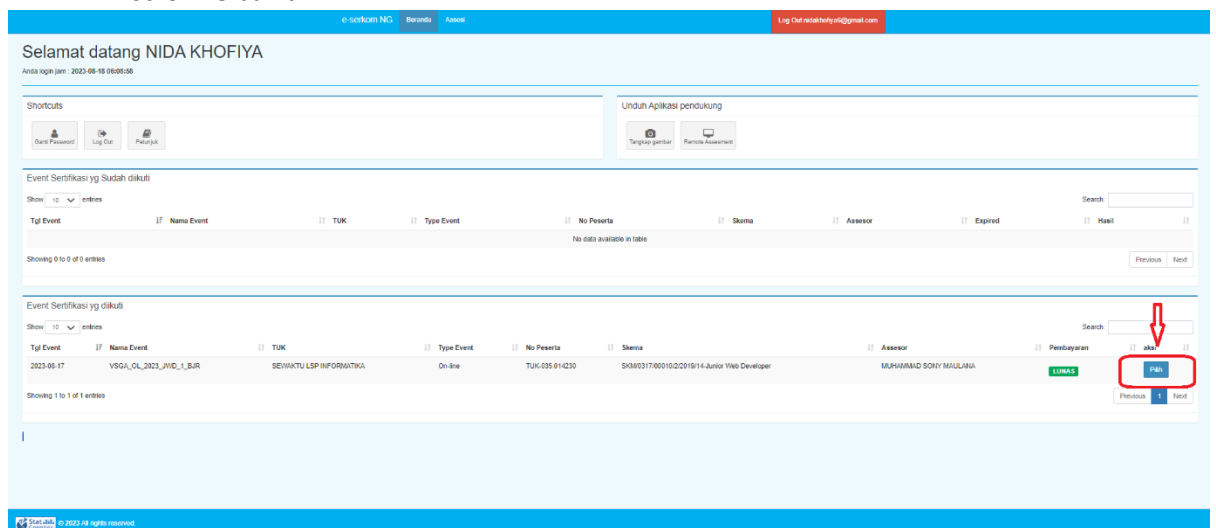 e-serkom NG Beranda Asesi Log Out nidakhofiya6@gmail.com
Selamat datang NIDA KHOFIYA
Anda login jam : 2023-08-18 06:08:58
Shortcuts
Ganti Password Log Out Petunjuk
Unduh Aplikasi pendukung
Tangkap gambar Remote Assesment
Event Sertifikasi yg Sudah diikuti
Show 10 entries Search:
Tgl Event Nama Event TUK Type Event No Peserta Skema Assesor Expired Hasil
No data available in table
Showing 0 to 0 of 0 entries Previous Next
Event Sertifikasi yg diikuti
Show 10 entries Search:
Tgl Event Nama Event TUK Type Event No Peserta Skema Assesor Pembayaran aksi
2023-08-17 VSGA_OL_2023_JWD_1_BJR SEWAKTU LSP INFORMATIKA On-line TUK-035.014230 SKM/0317/00010/2/2019/14-Junior Web Developer MUHAMMAD SONY MAULANA LUNAS Pilih
Showing 1 to 1 of 1 entries Previous 1 Next
© 2023 All rights reserved.